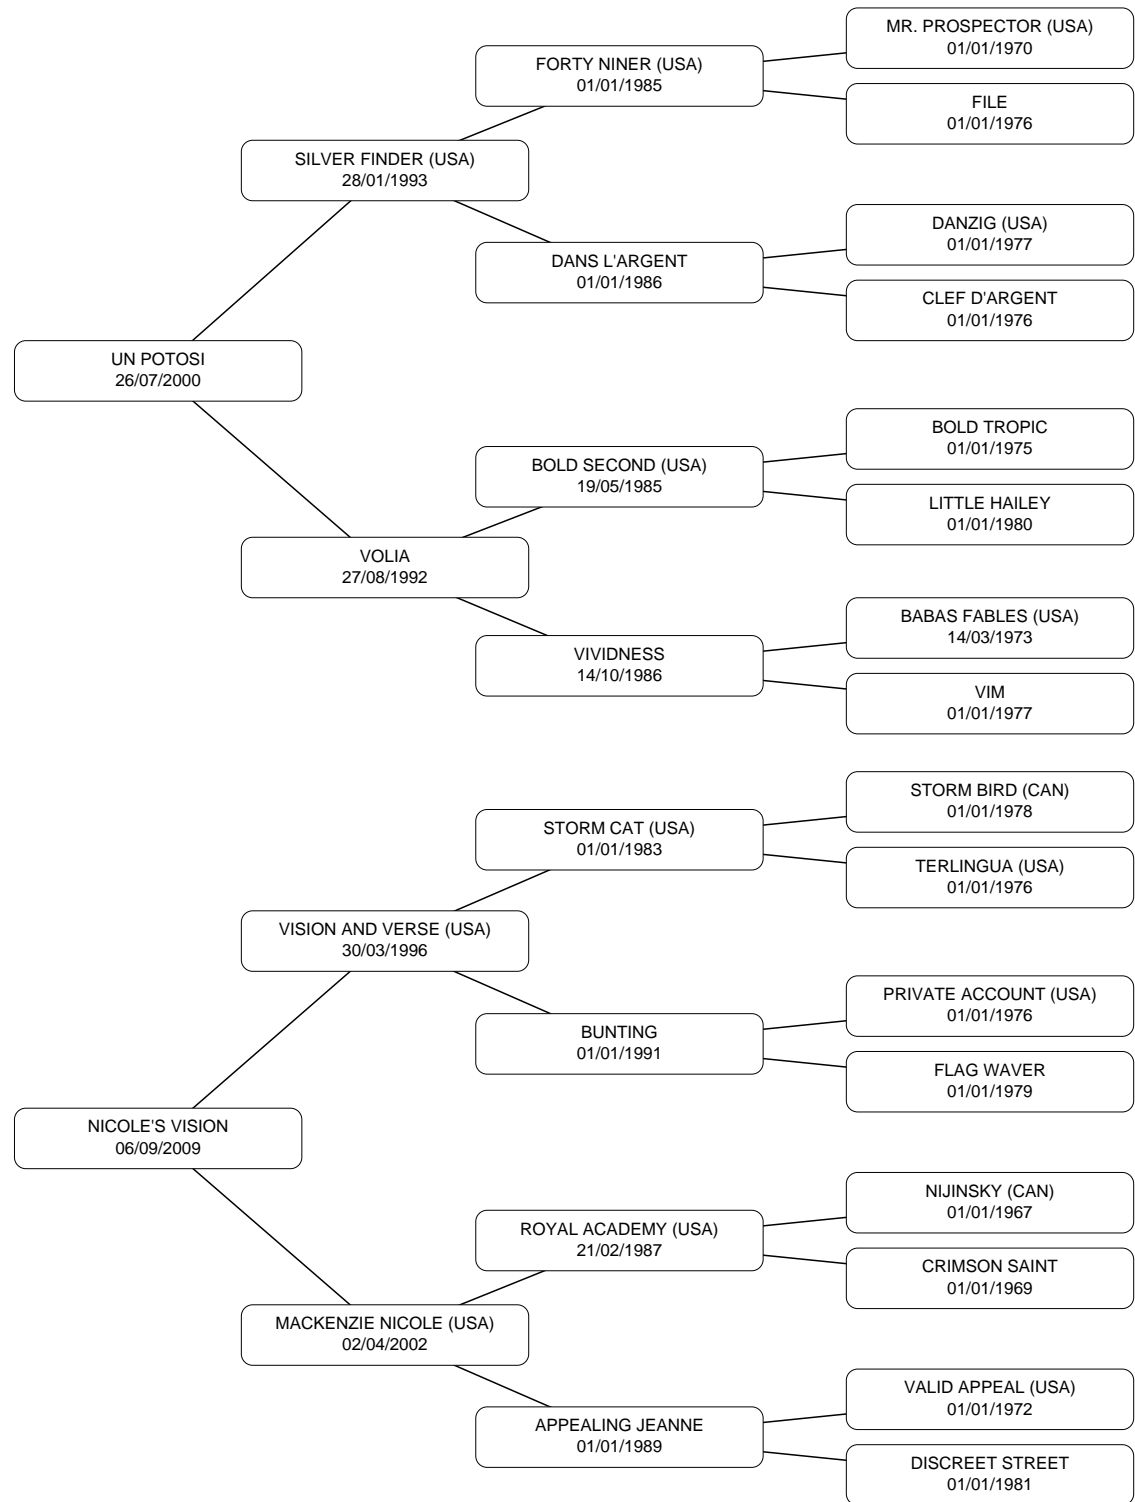 MR. PROSPECTOR (USA)
01/01/1970
FORTY NINER (USA)
01/01/1985
FILE
01/01/1976
SILVER FINDER (USA)
28/01/1993
DANZIG (USA)
01/01/1977
DANS L'ARGENT
01/01/1986
CLEF D'ARGENT
01/01/1976
UN POTOSI
26/07/2000
BOLD TROPIC
01/01/1975
BOLD SECOND (USA)
19/05/1985
LITTLE HAILEY
01/01/1980
VOLIA
27/08/1992
BABAS FABLES (USA)
14/03/1973
VIVIDNESS
14/10/1986
VIM
01/01/1977
STORM BIRD (CAN)
01/01/1978
STORM CAT (USA)
01/01/1983
TERLINGUA (USA)
01/01/1976
VISION AND VERSE (USA)
30/03/1996
PRIVATE ACCOUNT (USA)
01/01/1976
BUNTING
01/01/1991
FLAG WAVER
01/01/1979
NICOLE'S VISION
06/09/2009
NIJINSKY (CAN)
01/01/1967
ROYAL ACADEMY (USA)
21/02/1987
CRIMSON SAINT
01/01/1969
MACKENZIE NICOLE (USA)
02/04/2002
VALID APPEAL (USA)
01/01/1972
APPEALING JEANNE
01/01/1989
DISCREET STREET
01/01/1981